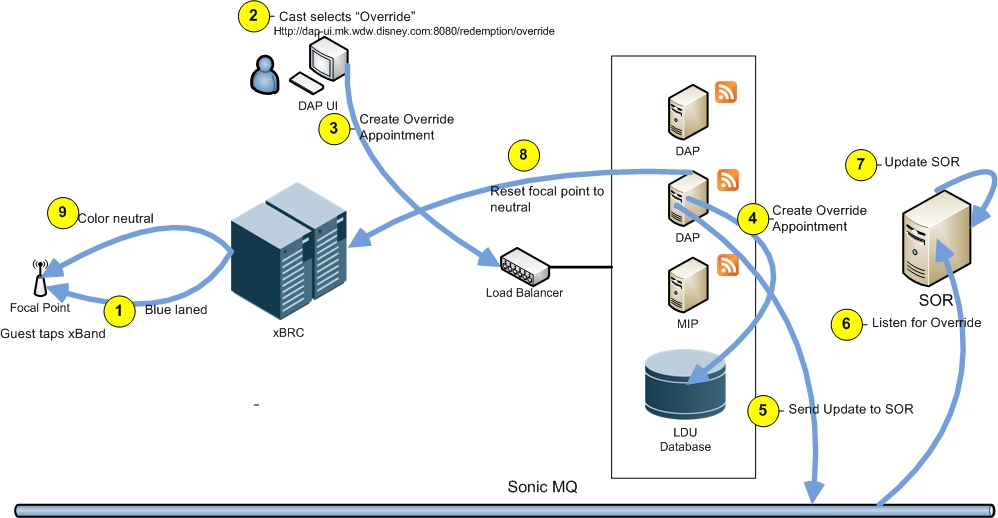 2
Cast selects “Override”
Http://dap-ui.mk.wdw.disney.com:8080/redemption/override
DAP UI
3
Create Override
Appointment
DAP
8
Reset focal point to
neutral
DAP
4
Create Override
Appointment
7
Update SOR
9
Color neutral
Focal Point
Guest taps xBand
1
Blue laned
xBRC
Load Balancer
MIP
SOR
6
Listen for Override
LDU
Database
5
Send Update to SOR
Sonic MQ